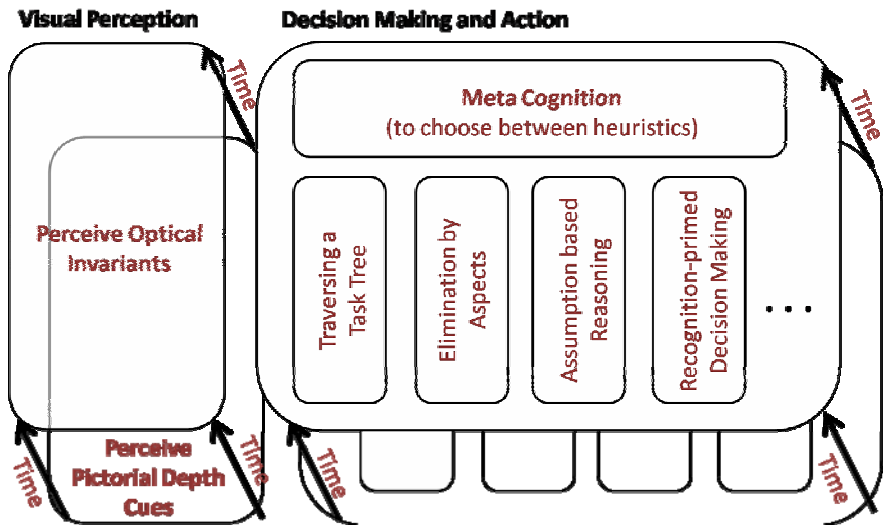 Visual Perception
Decision Making and Action
Time
Time
Meta Cognition
(to choose between heuristics)
Perceive Optical
Invariants
Traversing a
Task Tree
Elimination by
Aspects
Assumption based
Reasoning
Recognition-primed
Decision Making
...
Perceive
Pictorial Depth
Cues
Time
Time
Time
Time